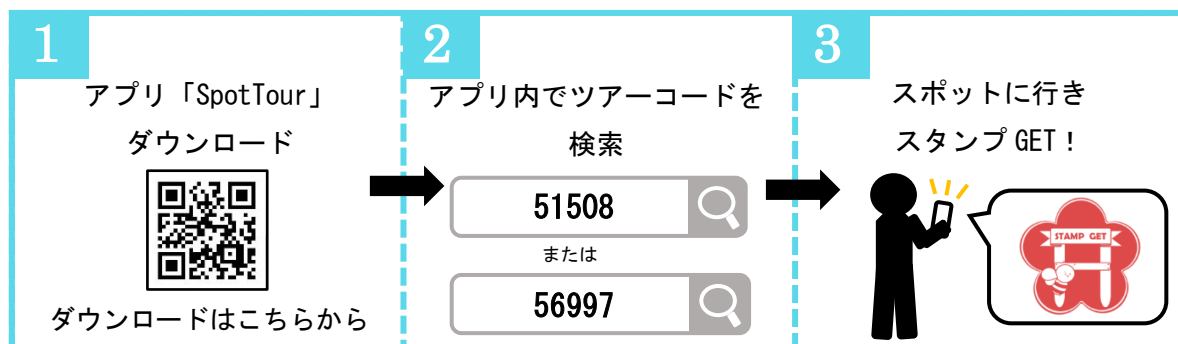 1
アプリ「SpotTour」
ダウンロード
ダウンロードはこちらから
2
アプリ内でツアーコードを
検索
51508
または
56997
3
スポットに行き
スタンプ GET！
STAMP GET